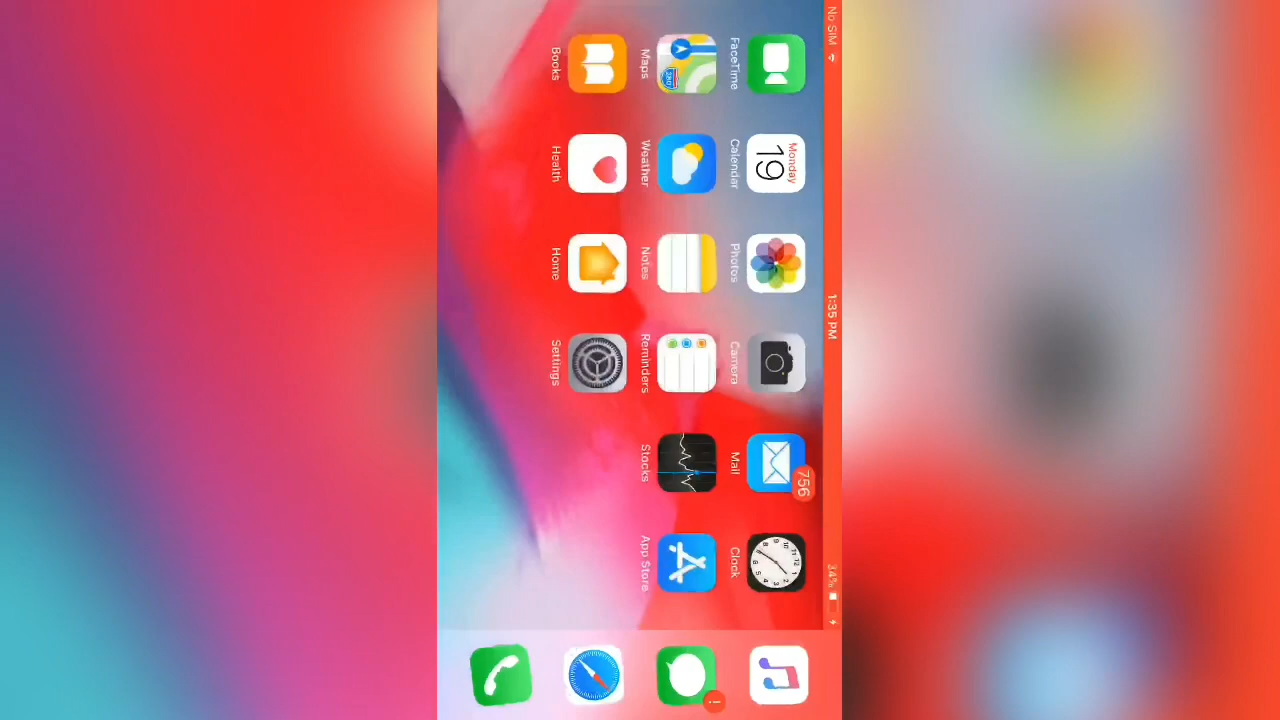 No SIM 1:35 PM 34%
Monday
19
756
FaceTime Calendar Photos Camera Mail Clock
280
Maps Weather Notes Reminders Stocks App Store
Books Health Home Settings
!